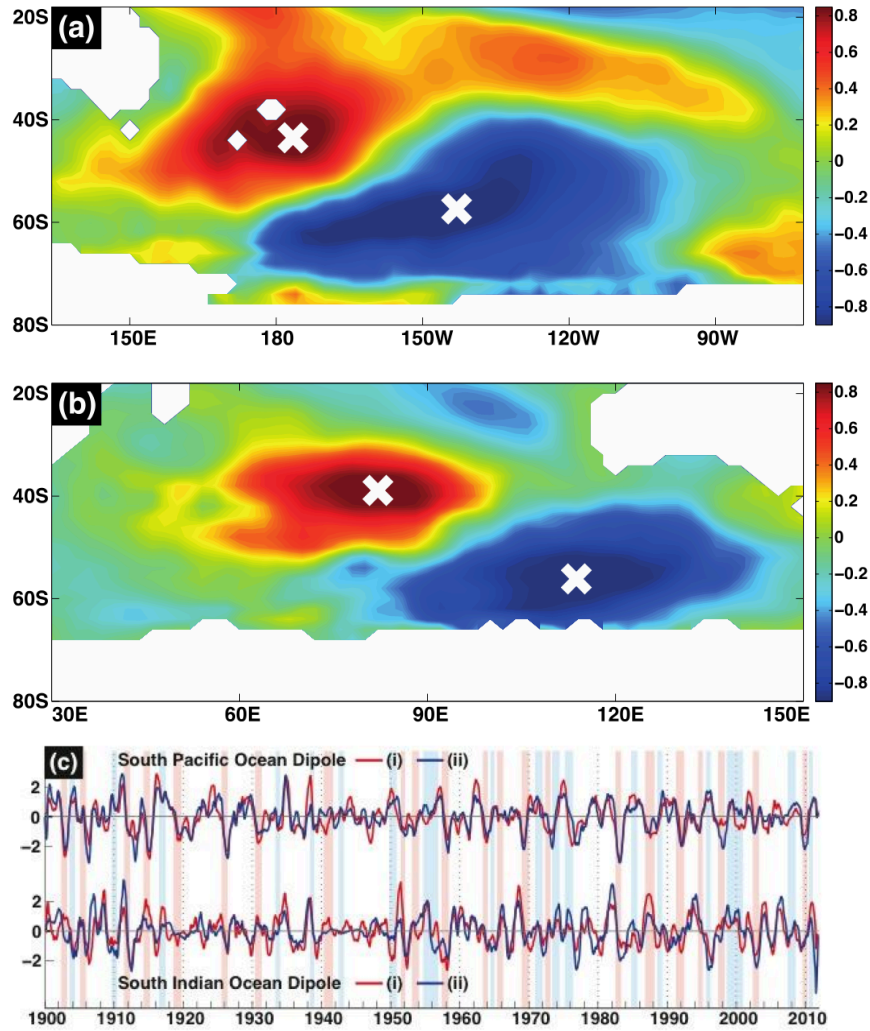 (a)
20S
40S
60S
80S
150E 180 150W 120W 90W
0.8
0.6
0.4
0.2
0
−0.2
−0.4
−0.6
−0.8
(b)
20S
40S
60S
80S
30E 60E 90E 120E 150E
0.8
0.6
0.4
0.2
0
−0.2
−0.4
−0.6
−0.8
(c)
South Pacific Ocean Dipole (i) (ii)
2
0
−2
2
0
−2
South Indian Ocean Dipole (i) (ii)
1900 1910 1920 1930 1940 1950 1960 1970 1980 1990 2000 2010